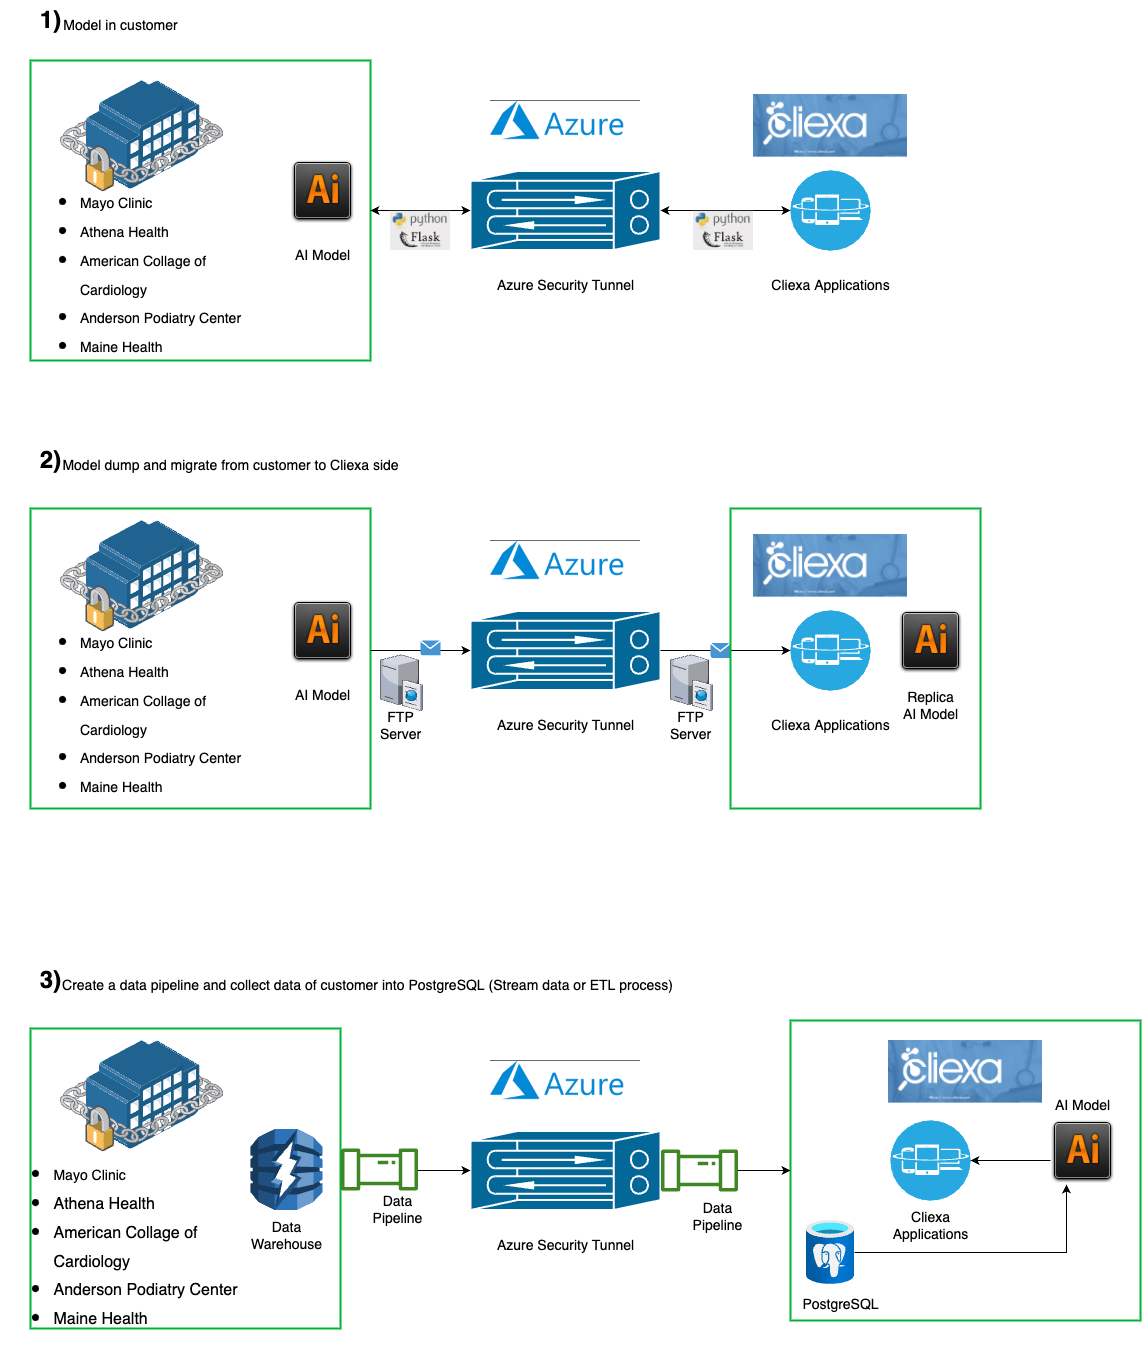 1) Model in customer
Azure
cliexa
Ai
python
Flask
python
Flask
Mayo Clinic
Athena Health
American Collage of
Cardiology
Anderson Podiatry Center
Maine Health
AI Model
Azure Security Tunnel
Cliexa Applications
2) Model dump and migrate from customer to Cliexa side
Azure
cliexa
Ai
Ai
Mayo Clinic
Athena Health
American Collage of
Cardiology
Anderson Podiatry Center
Maine Health
AI Model
FTP
Server
Azure Security Tunnel
FTP
Server
Cliexa Applications
Replica
AI Model
3) Create a data pipeline and collect data of customer into PostgreSQL (Stream data or ETL process)
Azure
cliexa
AI Model
Ai
Mayo Clinic
Athena Health
American Collage of
Cardiology
Anderson Podiatry Center
Maine Health
Data
Warehouse
Data
Pipeline
Azure Security Tunnel
Data
Pipeline
Cliexa
Applications
PostgreSQL